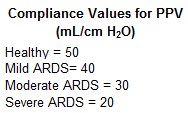 Compliance Values for PPV
(mL/cm H₂O)
Healthy = 50
Mild ARDS= 40
Moderate ARDS = 30
Severe ARDS = 20